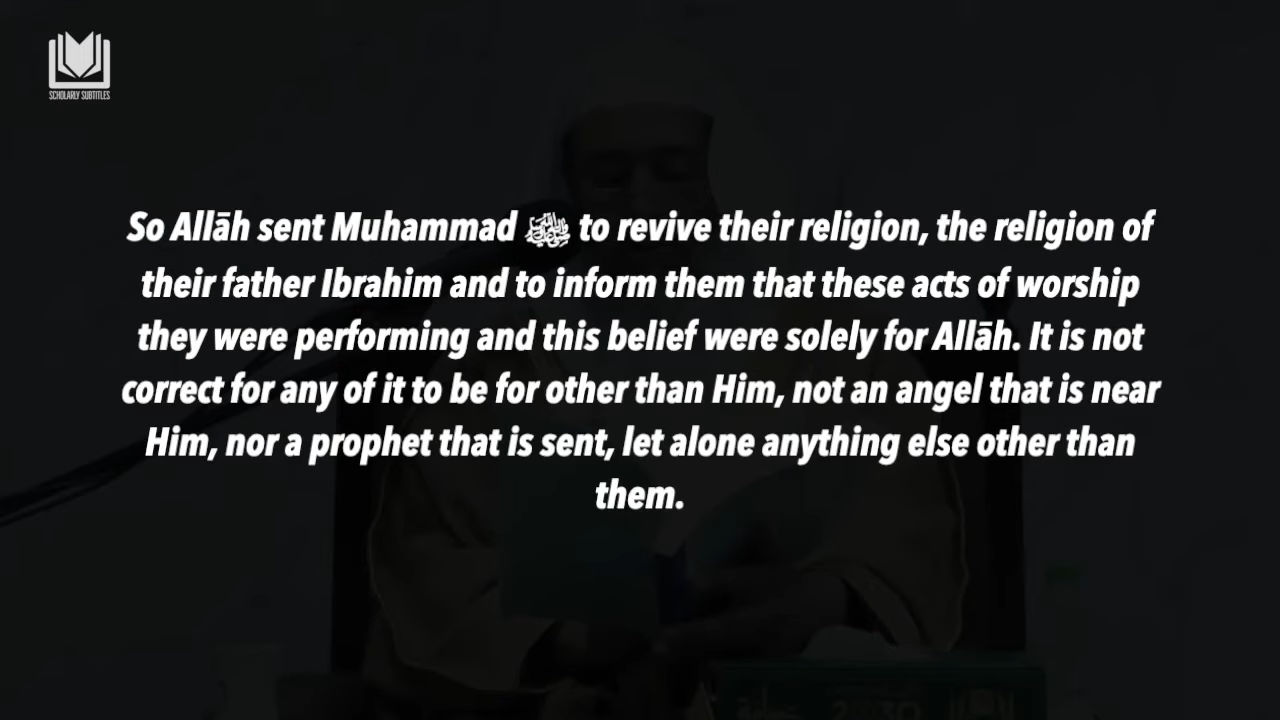 SCHOLARLY SUBTITLES
So Allāh sent Muhammad ﷺ to revive their religion, the religion of
their father Ibrahim and to inform them that these acts of worship
they were performing and this belief were solely for Allāh. It is not
correct for any of it to be for other than Him, not an angel that is near
Him, nor a prophet that is sent, let alone anything else other than
them.